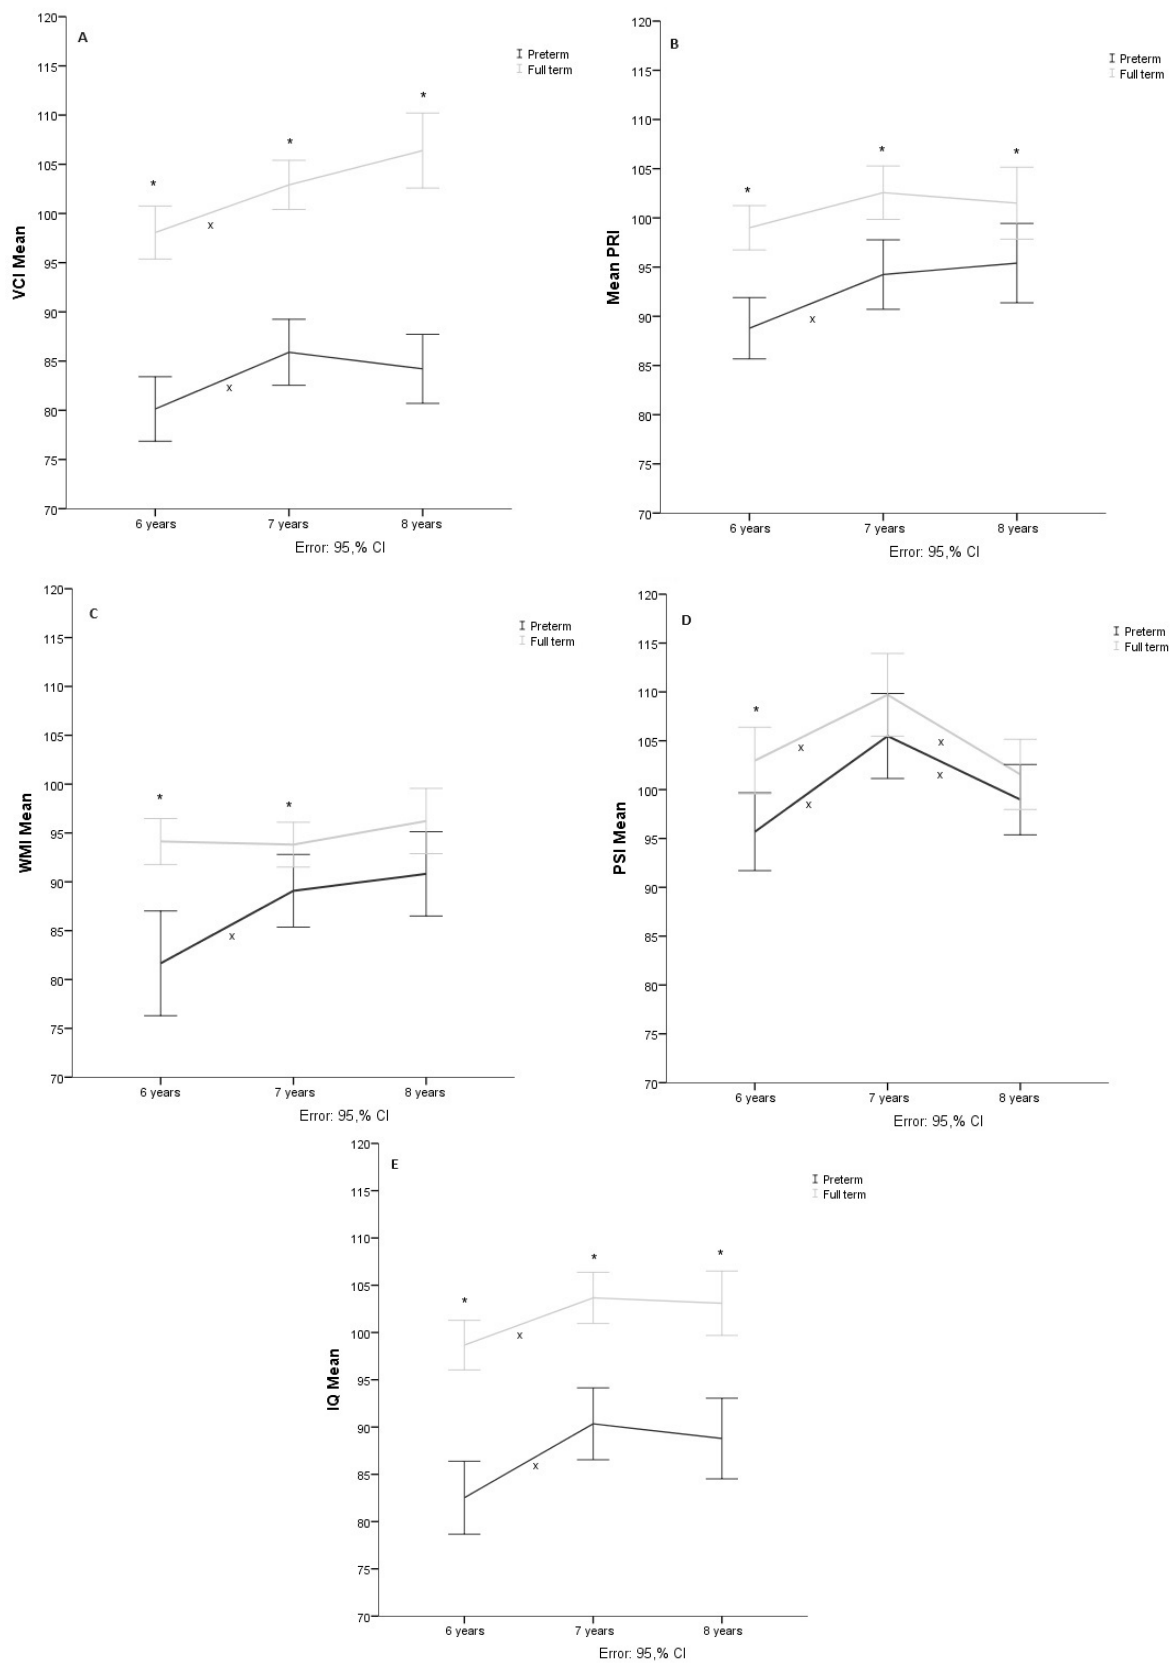 A
Preterm
Full term
VCI Mean
120
115
110
105
100
95
90
85
80
75
70
*
*
*
x
x
6 years
7 years
8 years
Error: 95,% CI
B
Preterm
Full term
Mean PRI
120
115
110
105
100
95
90
85
80
75
70
*
*
*
x
6 years
7 years
8 years
Error: 95,% CI
C
Preterm
Full term
WMI Mean
120
115
110
105
100
95
90
85
80
75
70
*
*
x
6 years
7 years
8 years
Error: 95,% CI
D
Preterm
Full term
PSI Mean
120
115
110
105
100
95
90
85
80
75
70
*
x
x
x
x
6 years
7 years
8 years
Error: 95,% CI
E
Preterm
Full term
IQ Mean
120
115
110
105
100
95
90
85
80
75
70
*
*
*
x
x
6 years
7 years
8 years
Error: 95,% CI